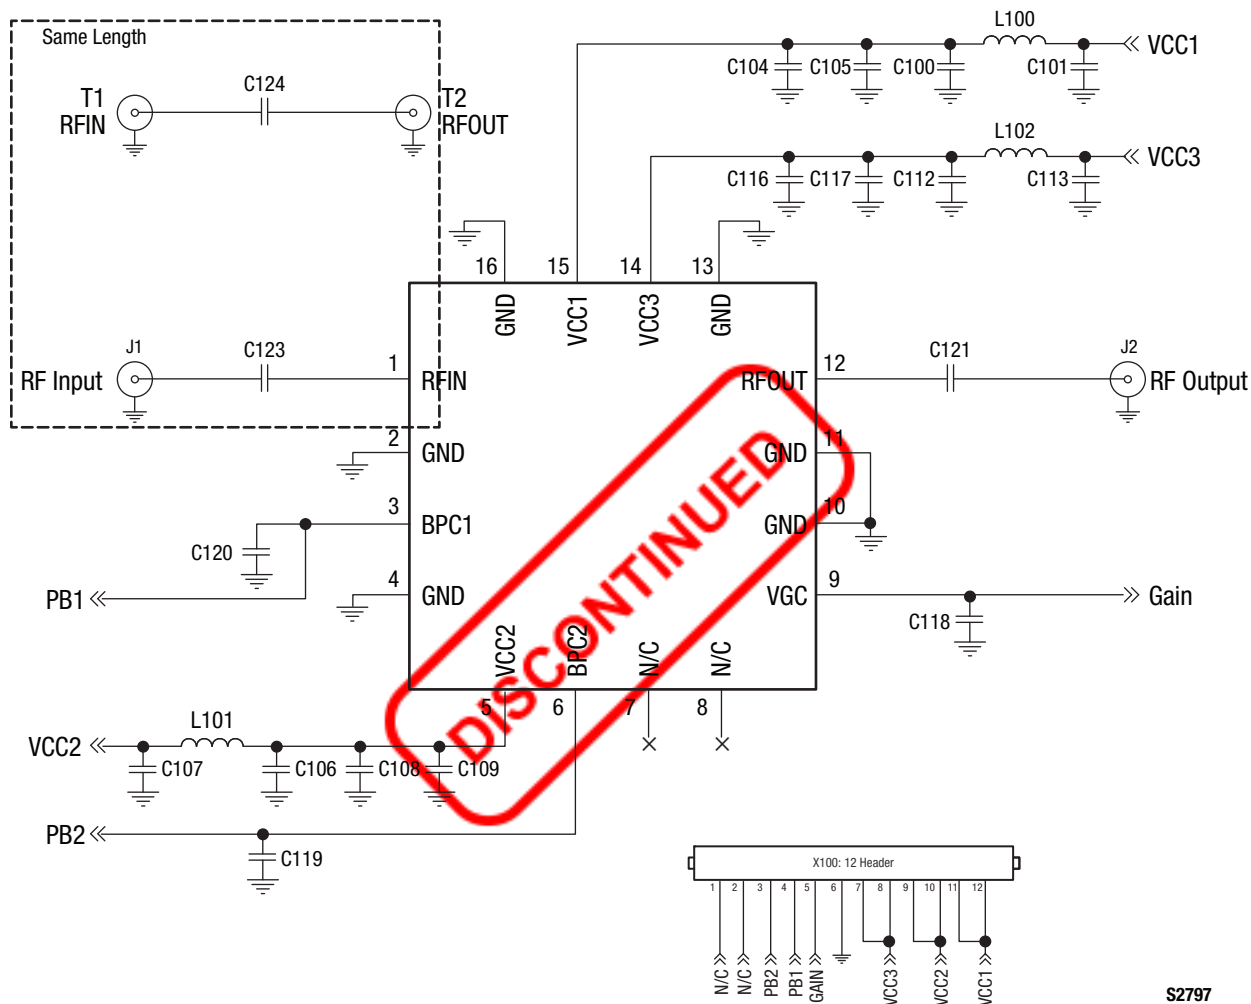 Same Length
T1
RFIN
C124
T2
RFOUT
L100
VCC1
C104
C105
C100
C101
L102
VCC3
C116
C117
C112
C113
16
15
14
13
GND
VCC1
VCC3
GND
J1
RF Input
C123
1
RFIN
RFOUT
12
C121
J2
RF Output
2
GND
GND
11
3
BPC1
GND
10
C120
PB1
4
GND
VGC
9
Gain
C118
VCC2
BPC2
N/C
N/C
5
6
7
8
DISCONTINUED
L101
VCC2
C107
C106
C108
C109
PB2
C119
X100: 12 Header
1 2 3 4 5 6 7 8 9 10 11 12
N/C
N/C
PB2
PB1
GAIN
VCC3
VCC2
VCC1
S2797